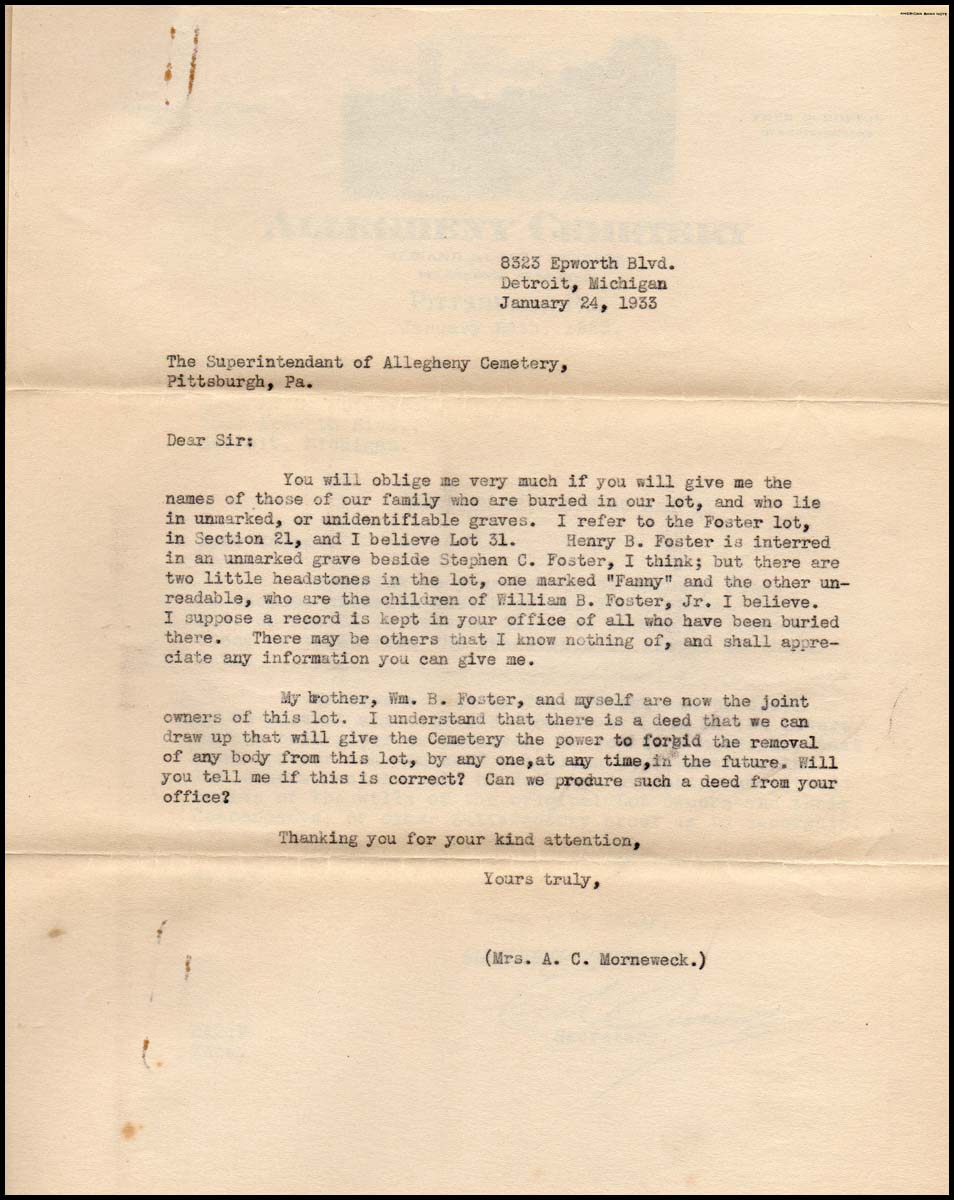 AMERICAN BANK NOTE
ALLEGHENY CEMETERY
8323 Epworth Blvd.
Detroit, Michigan
January 24, 1933
The Superintendant of Allegheny Cemetery,
Pittsburgh, Pa.
Dear Sir:
You will oblige me very much if you will give me the
names of those of our family who are buried in our lot, and who lie
in unmarked, or unidentifiable graves. I refer to the Foster lot,
in Section 21, and I believe Lot 31. Henry B. Foster is interred
in an unmarked grave beside Stephen C. Foster, I think; but there are
two little headstones in the lot, one marked "Fanny" and the other un-
readable, who are the children of William B. Foster, Jr. I believe.
I suppose a record is kept in your office of all who have been buried
there. There may be others that I know nothing of, and shall appre-
ciate any information you can give me.
My brother, Wm. B. Foster, and myself are now the joint
owners of this lot. I understand that there is a deed that we can
draw up that will give the Cemetery the power to forbid the removal
of any body from this lot, by any one,at any time,in the future. Will
you tell me if this is correct? Can we produre such a deed from your
office?
Thanking you for your kind attention,
Yours truly,
(Mrs. A. C. Morneweck.)